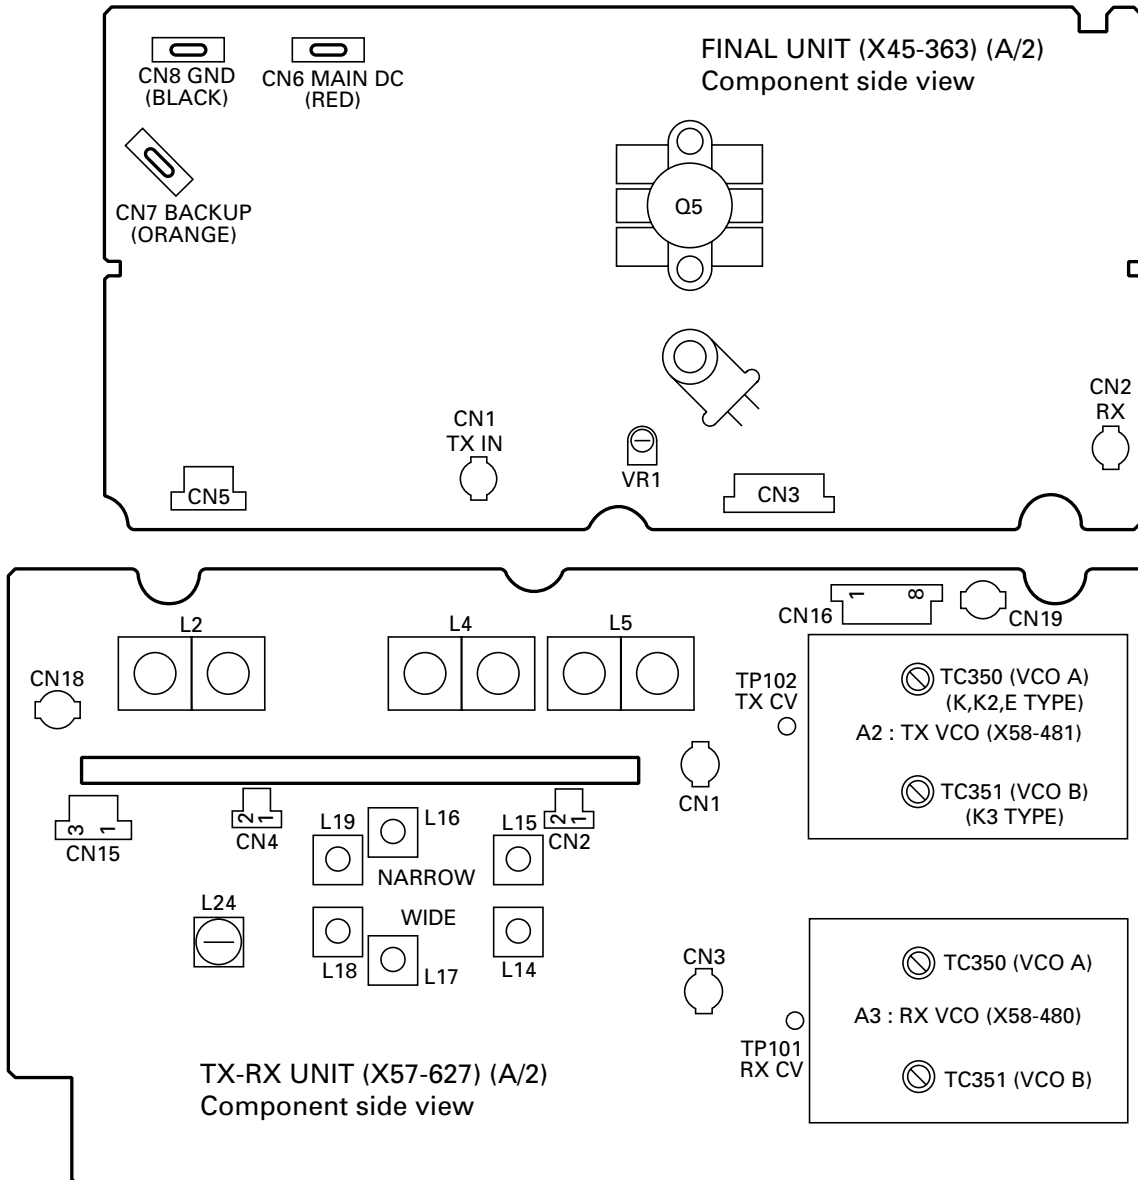 FINAL UNIT (X45-363) (A/2)
Component side view
CN8 GND
(BLACK)
CN6 MAIN DC
(RED)
CN7 BACKUP
(ORANGE)
Q5
CN2
RX
CN1
TX IN
VR1
CN5
CN3
CN16
1 8
CN19
L2
L4
L5
CN18
TP102
TX CV
TC350 (VCO A)
(K,K2,E TYPE)
A2 : TX VCO (X58-481)
TC351 (VCO B)
(K3 TYPE)
CN1
3 1
CN15
2 1
CN4
L19
L16
L15
2 1
CN2
NARROW
L24
WIDE
L18
L17
L14
CN3
TC350 (VCO A)
A3 : RX VCO (X58-480)
TP101
RX CV
TC351 (VCO B)
TX-RX UNIT (X57-627) (A/2)
Component side view